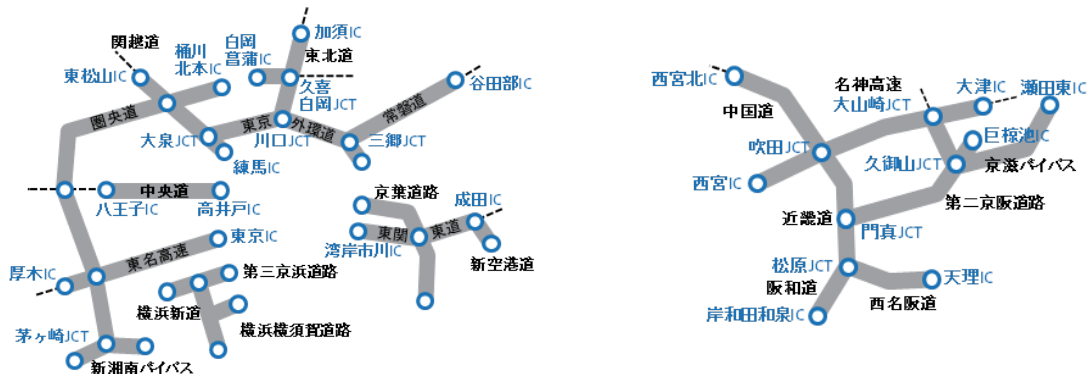 加須IC
関越道
桶川
北本IC
白岡
菖蒲IC
東北道
東松山IC
久喜
白岡JCT
谷田部IC
常磐道
圏央道
東京
外環道
大泉JCT
川口JCT
三郷JCT
練馬IC
中央道
八王子IC
高井戸IC
京葉道路
成田IC
東関
東道
湾岸市川IC
新空港道
東京IC
東名高速
厚木IC
第三京浜道路
横浜新道
横浜横須賀道路
茅ヶ崎JCT
新湘南バイパス
西宮北IC
中国道
名神高速
大山崎
JCT
大津IC
瀬田東IC
吹田JCT
巨椋池IC
久御山JCT
京滋バイパス
西宮IC
第二京阪道路
近畿道
門真JCT
松原JCT
阪和道
天理IC
西名阪道
岸和田和泉IC